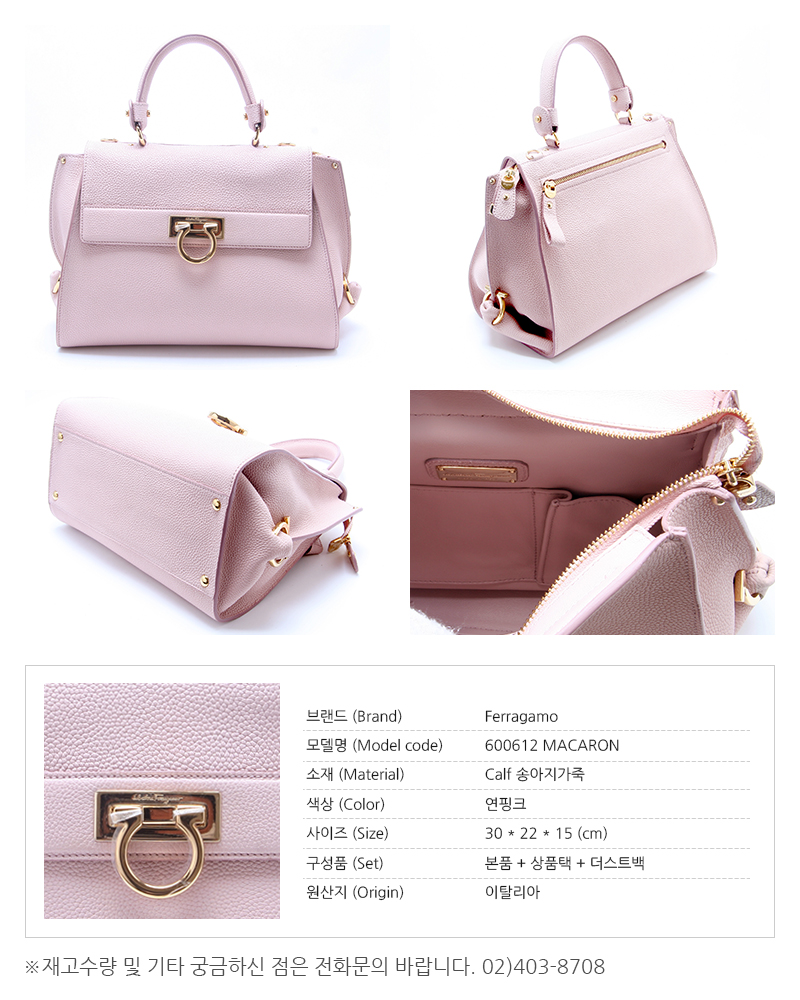 브랜드 (Brand) Ferragamo
모델명 (Model code) 600612 MACARON
소재 (Material) Calf 송아지가죽
색상 (Color) 연핑크
사이즈 (Size) 30 * 22 * 15 (cm)
구성품 (Set) 본품 + 상품택 + 더스트백
원산지 (Origin) 이탈리아
※재고수량 및 기타 궁금하신 점은 전화문의 바랍니다. 02)403-8708